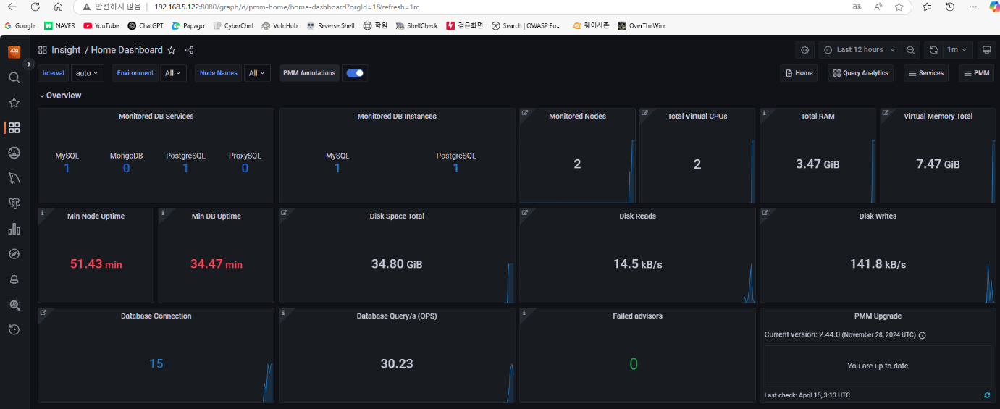 안전하지 않음 192.168.5.122:8080/graph/d/pmm-home/home-dashboard?orgId=1&refresh=1m
Google NAVER YouTube ChatGPT Papago CyberChef VulnHub Reverse Shell 학원 ShellCheck 검은화면 Search | OWASP Fo... 퀘이사존 OverTheWire
Insight / Home Dashboard Last 12 hours 1m
Interval auto Environment All Node Names All PMM Annotations Home Query Analytics Services PMM
Overview
Monitored DB Services Monitored DB Instances Monitored Nodes Total Virtual CPUs Total RAM Virtual Memory Total
MySQL MongoDB PostgreSQL ProxySQL MySQL PostgreSQL
1 0 1 0 1 1 2 2 3.47 GiB 7.47 GiB
Min Node Uptime Min DB Uptime Disk Space Total Disk Reads Disk Writes
51.43 min 34.47 min 34.80 GiB 14.5 kB/s 141.8 kB/s
Database Connection Database Query/s (QPS) Failed advisors PMM Upgrade
Current version: 2.44.0 (November 28, 2024 UTC)
15 30.23 0 You are up to date
Last check: April 15, 3:13 UTC